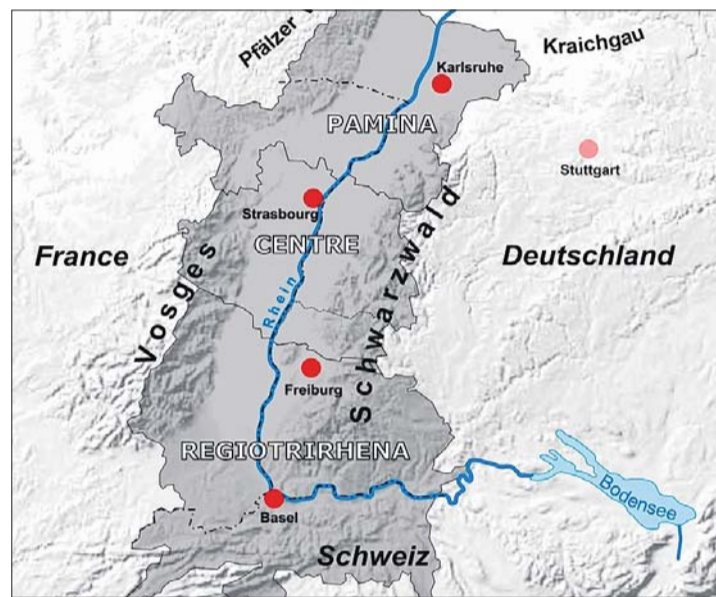 Pfälzer
Kraichgau
Karlsruhe
PAMINA
Stuttgart
Strasbourg
CENTRE
France
Vosges
Rhein
Schwarzwald
Deutschland
Freiburg
REGIOTRIRHENA
Basel
Bodensee
Schweiz